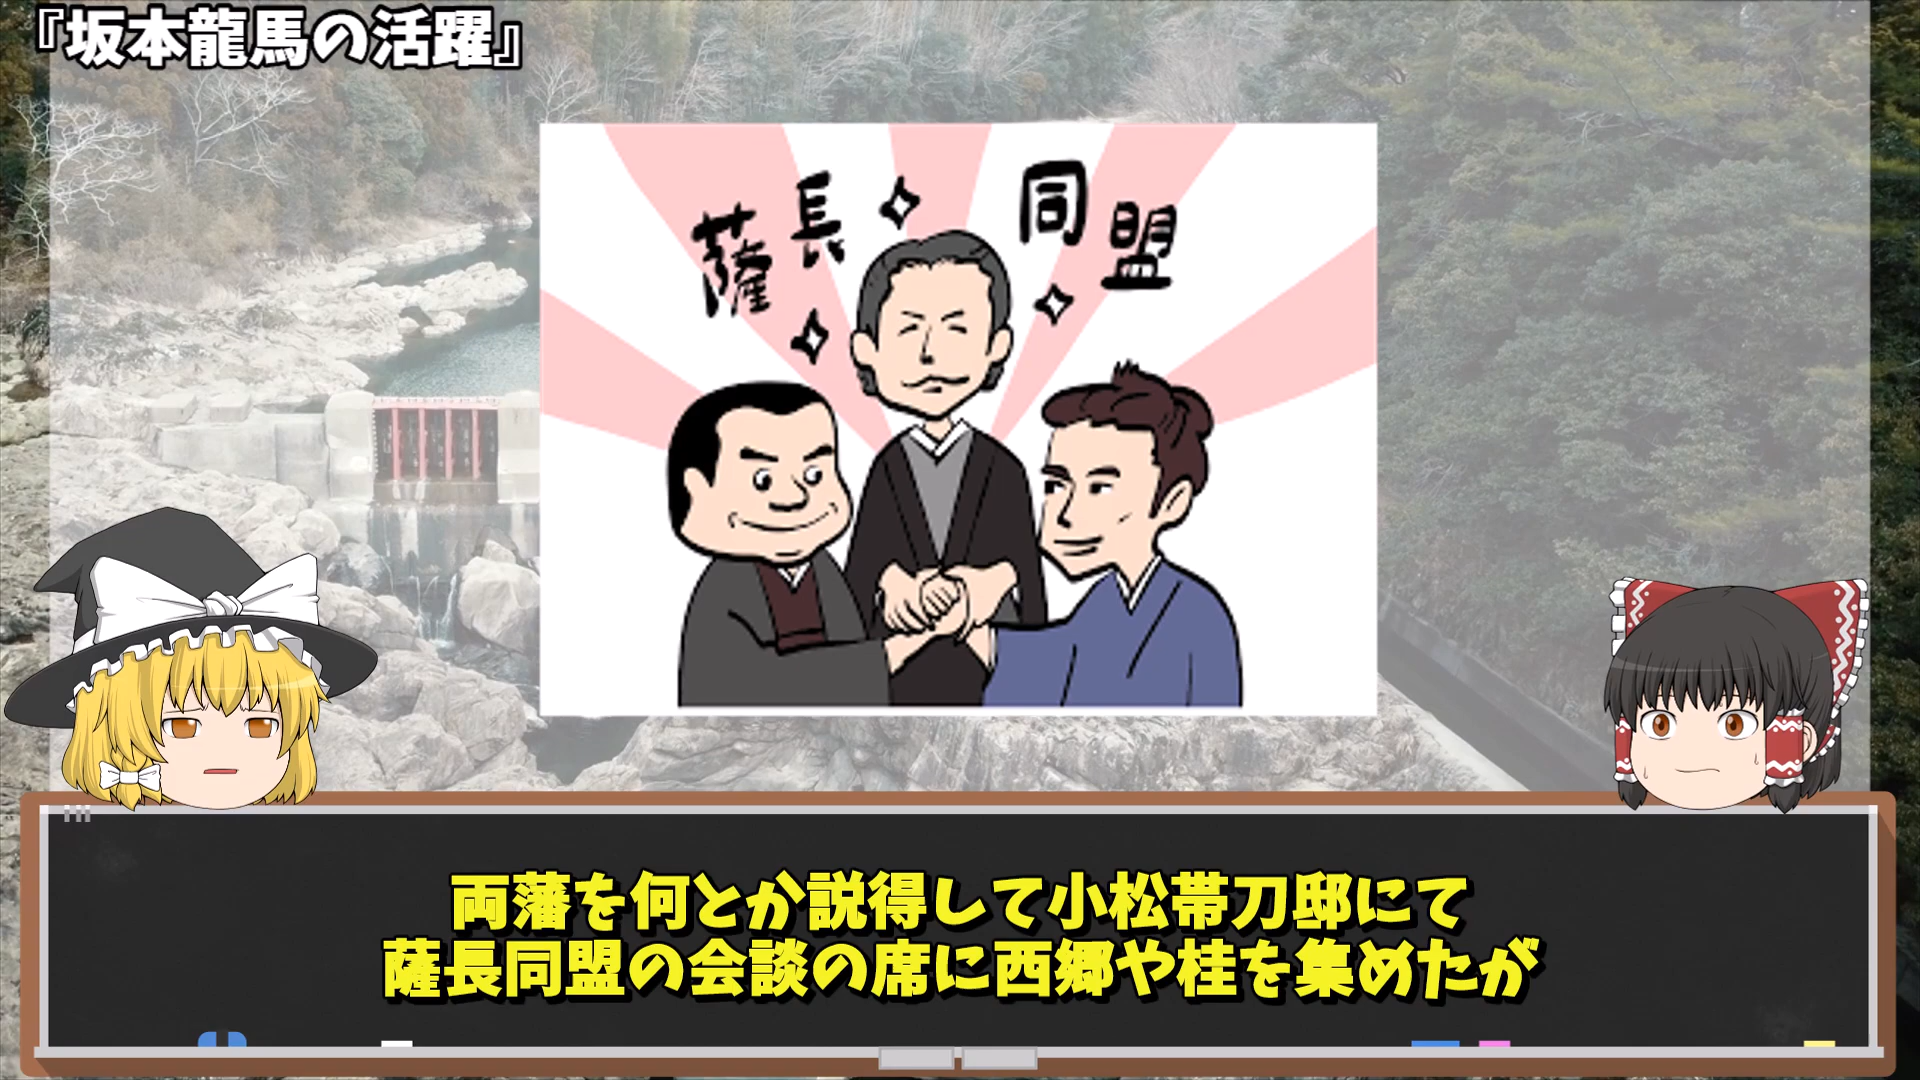 『坂本龍馬の活躍』
薩長同盟
両藩を何とか説得して小松帯刀邸にて
薩長同盟の会談の席に西郷や桂を集めたが